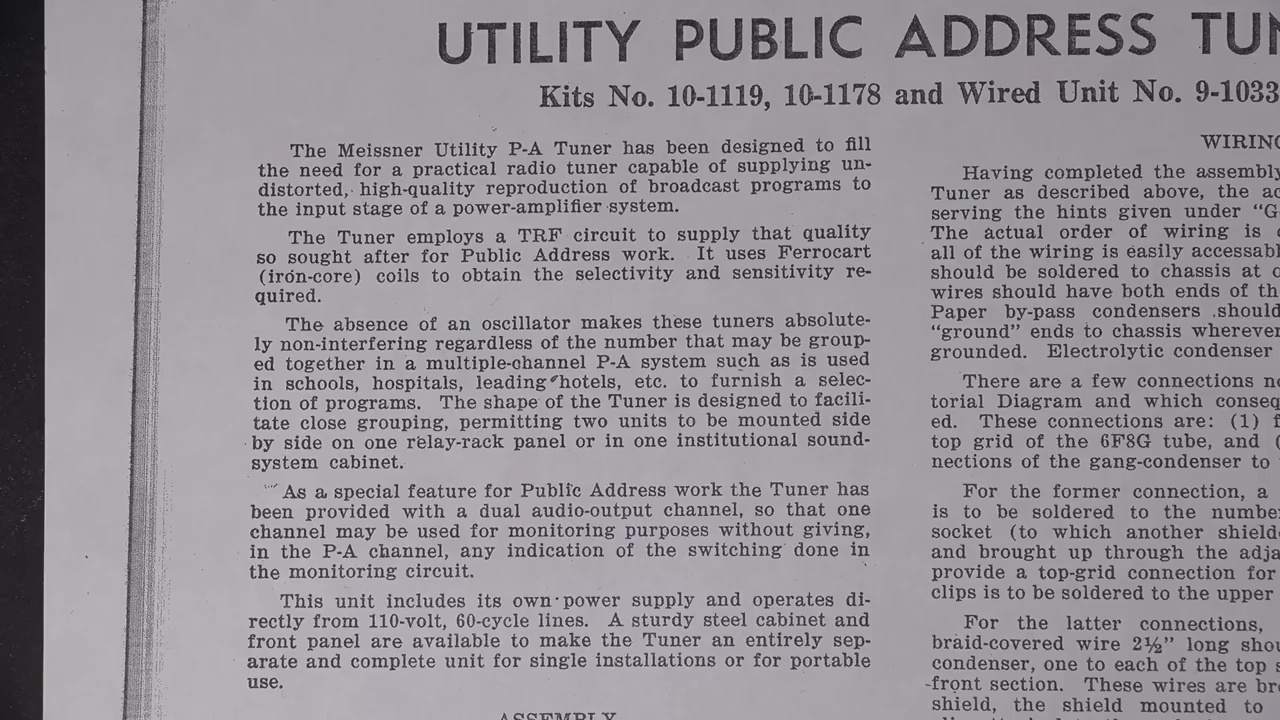 UTILITY PUBLIC ADDRESS
Kits No. 10-1119, 10-1178 and Wired Unit No. 9-1033
The Meissner Utility P-A Tuner has been designed to fill
the need for a practical radio tuner capable of supplying un-
distorted, high-quality reproduction of broadcast programs to
the input stage of a power-amplifier system.
The Tuner employs a TRF circuit to supply that quality
so sought after for Public Address work. It uses Ferrocart
(iron-core) coils to obtain the selectivity and sensitivity re-
quired.
The absence of an oscillator makes these tuners absolute-
ly non-interfering regardless of the number that may be group-
ed together in a multiple-channel P-A system such as is used
in schools, hospitals, leading hotels, etc. to furnish a selec-
tion of programs. The shape of the Tuner is designed to facili-
tate close grouping, permitting two units to be mounted side
by side on one relay-rack panel or in one institutional sound-
system cabinet.
As a special feature for Public Address work the Tuner has
been provided with a dual audio-output channel, so that one
channel may be used for monitoring purposes without giving,
in the P-A channel, any indication of the switching done in
the monitoring circuit.
This unit includes its own power supply and operates di-
rectly from 110-volt, 60-cycle lines. A sturdy steel cabinet and
front panel are available to make the Tuner an entirely sep-
arate and complete unit for single installations or for portable
use.
ASSEMBLY
Having completed the assembly
Tuner as described above, the
serving the hints given under
The actual order of wiring is
all of the wiring is easily
should be soldered to chassis at
wires should have both ends of
Paper by-pass condensers should
"ground" ends to chassis wherever
grounded. Electrolytic condenser
There are a few connections
torial Diagram and which
ed. These connections are: (1)
top grid of the 6F8G tube, and
nections of the gang-condenser to
For the former connection, a
is to be soldered to the
socket (to which another
and brought up through the
provide a top-grid connection for
clips is to be soldered to the upper
For the latter connections,
braid-covered wire 2½" long
condenser, one to each of the top
front section. These wires are
shield, the shield mounted to